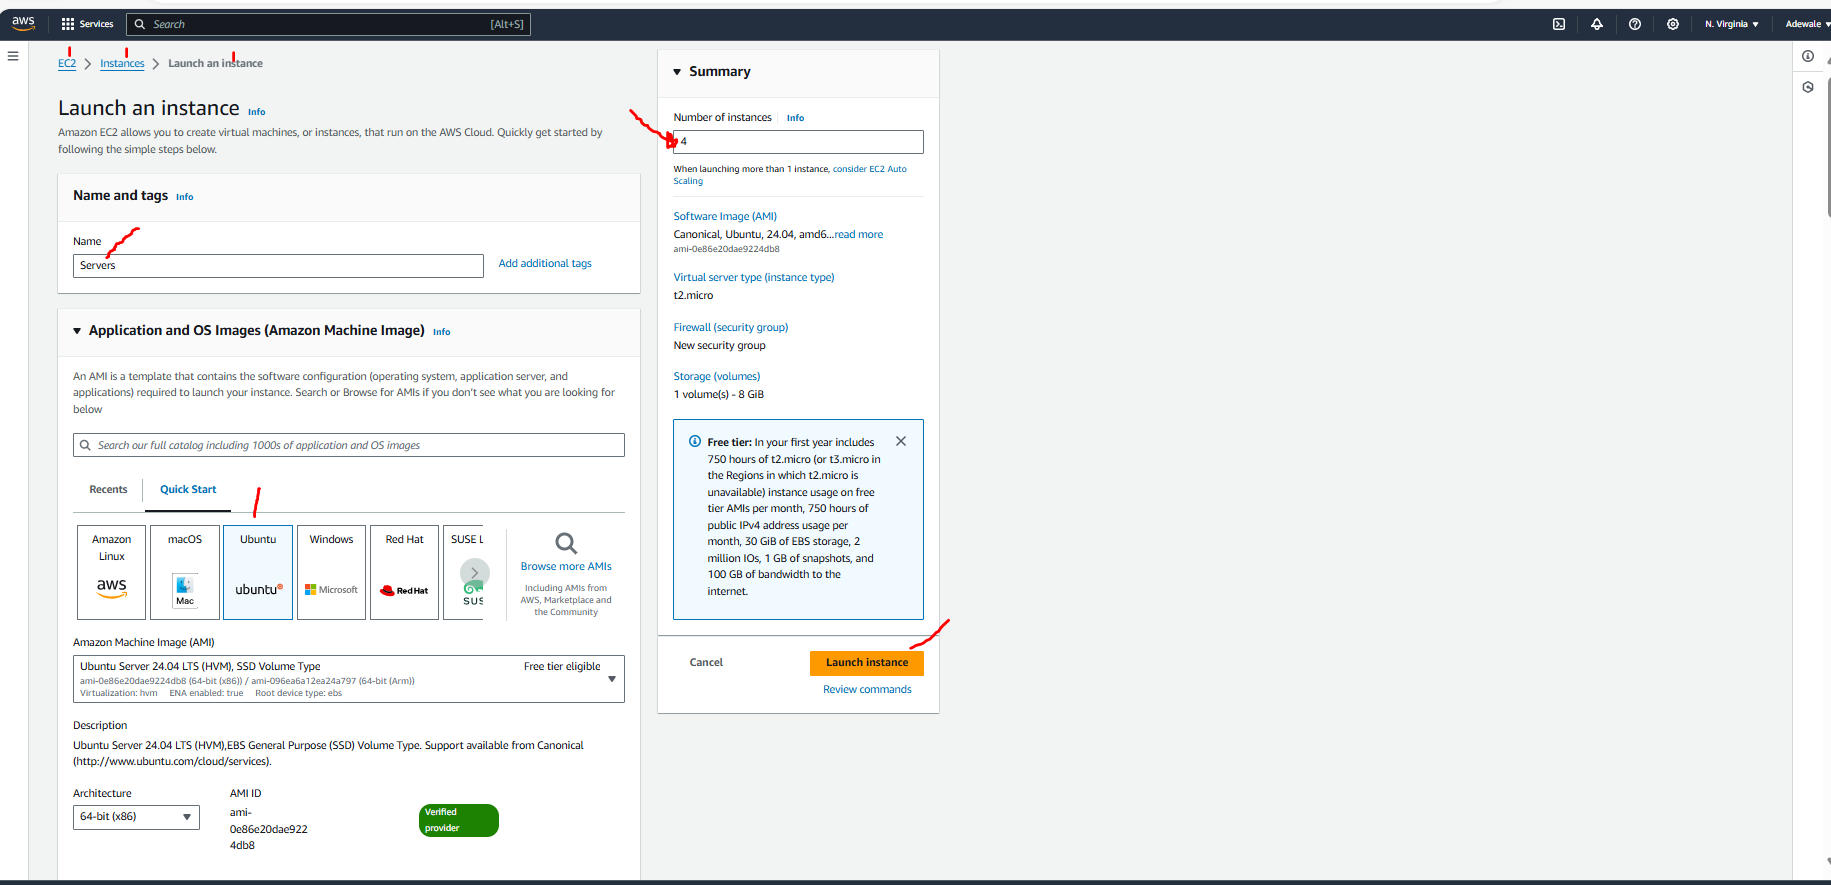 aws
Services
Search
[Alt+S]
N. Virginia
Adewale
EC2
Instances
Launch an instance
Launch an instance Info
Amazon EC2 allows you to create virtual machines, or instances, that run on the AWS Cloud. Quickly get started by
following the simple steps below.
Name and tags Info
Name
Servers
Add additional tags
Application and OS Images (Amazon Machine Image) Info
An AMI is a template that contains the software configuration (operating system, application server, and
applications) required to launch your instance. Search or Browse for AMIs if you don't see what you are looking for
below
Search our full catalog including 1000s of application and OS images
Recents
Quick Start
Amazon
Linux
aws
macOS
Mac
Ubuntu
ubuntu
Windows
Microsoft
Red Hat
Red Hat
SUSE L
SUS
Browse more AMIs
Including AMIs from
AWS, Marketplace and
the Community
Amazon Machine Image (AMI)
Ubuntu Server 24.04 LTS (HVM), SSD Volume Type
Free tier eligible
ami-0e86e20dae9224db8 (64-bit (x86)) / ami-096ea6a12ea24a797 (64-bit (Arm))
Virtualization: hvm ENA enabled: true Root device type: ebs
Description
Ubuntu Server 24.04 LTS (HVM),EBS General Purpose (SSD) Volume Type. Support available from Canonical
(http://www.ubuntu.com/cloud/services).
Architecture
64-bit (x86)
AMI ID
ami-
0e86e20dae922
4db8
Verified
provider
Summary
Number of instances Info
4
When launching more than 1 instance, consider EC2 Auto
Scaling
Software Image (AMI)
Canonical, Ubuntu, 24.04, amd6...read more
ami-0e86e20dae9224db8
Virtual server type (instance type)
t2.micro
Firewall (security group)
New security group
Storage (volumes)
1 volume(s) - 8 GiB
Free tier: In your first year includes
750 hours of t2.micro (or t3.micro in
the Regions in which t2.micro is
unavailable) instance usage on free
tier AMIs per month, 750 hours of
public IPv4 address usage per
month, 30 GiB of EBS storage, 2
million IOs, 1 GB of snapshots, and
100 GB of bandwidth to the
internet.
Cancel
Launch instance
Review commands